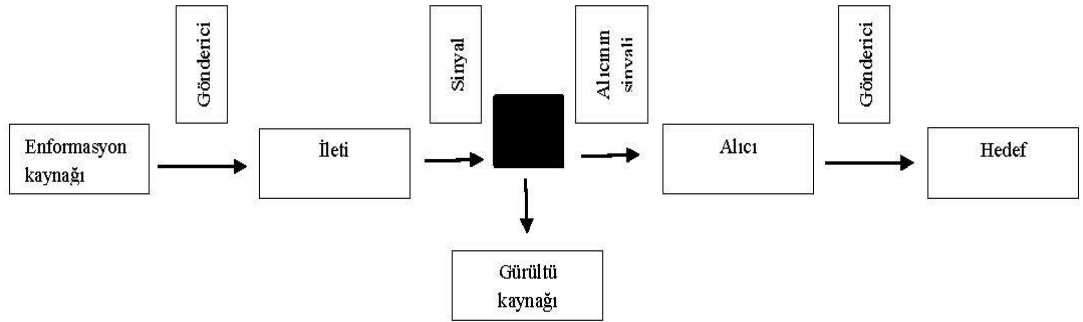 Gönderici
Sinyal
Alıcının
sinyali
Gönderici
Enformasyon
kaynağı
İleti
Alıcı
Hedef
Gürültü
kaynağı